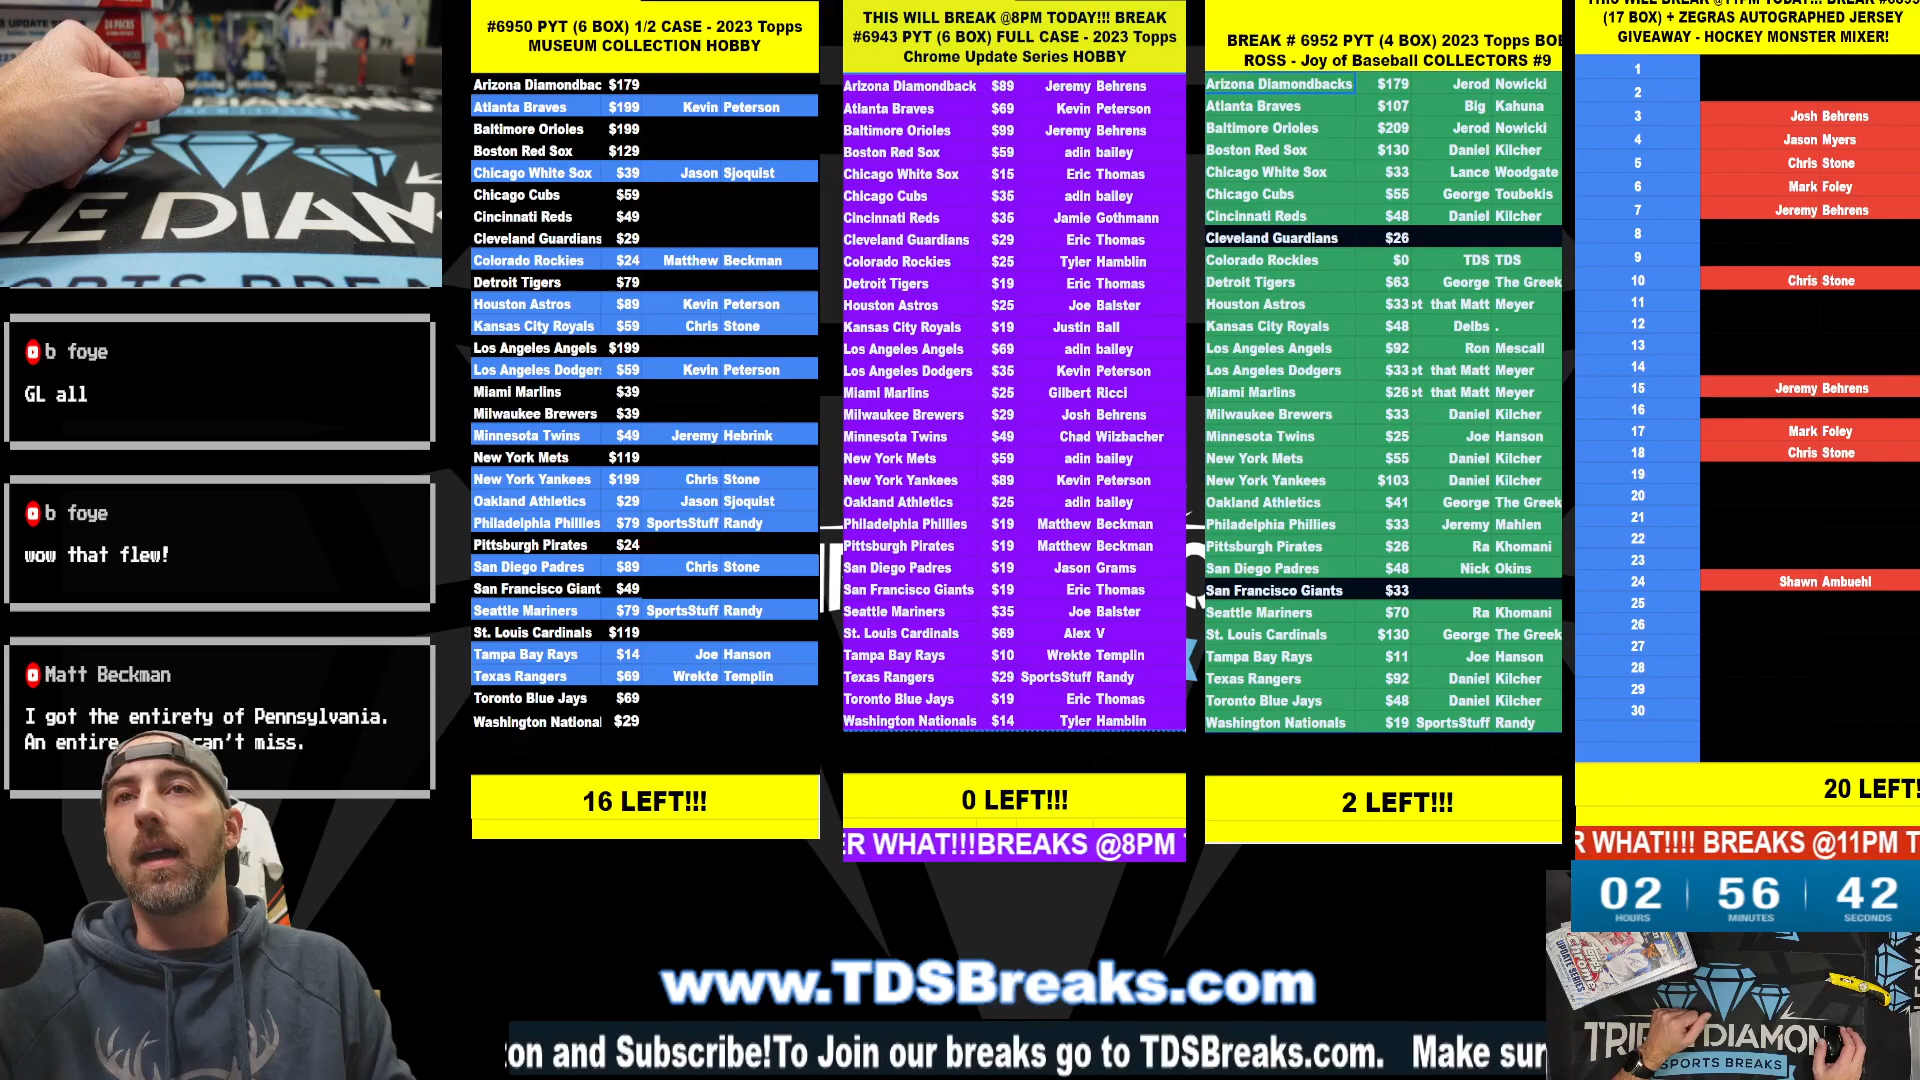 #6950 PYT (6 BOX) 1/2 CASE - 2023 Topps
MUSEUM COLLECTION HOBBY
Arizona Diamondbac $179
Atlanta Braves $199 Kevin Peterson
Baltimore Orioles $199
Boston Red Sox $129
Chicago White Sox $39 Jason Sjoquist
Chicago Cubs $59
Cincinnati Reds $49
Cleveland Guardians $29
Colorado Rockies $24 Matthew Beckman
Detroit Tigers $79
Houston Astros $89 Kevin Peterson
Kansas City Royals $59 Chris Stone
Los Angeles Angels $199
Los Angeles Dodgers $59 Kevin Peterson
Miami Marlins $39
Milwaukee Brewers $39
Minnesota Twins $49 Jeremy Hebrink
New York Mets $119
New York Yankees $199 Chris Stone
Oakland Athletics $29 Jason Sjoquist
Philadelphia Phillies $79 SportsStuff Randy
Pittsburgh Pirates $24
San Diego Padres $89 Chris Stone
San Francisco Giant $49
Seattle Mariners $79 SportsStuff Randy
St. Louis Cardinals $119
Tampa Bay Rays $14 Joe Hanson
Texas Rangers $69 Wrekte Templin
Toronto Blue Jays $69
Washington Nationa $29
16 LEFT!!!
THIS WILL BREAK @8PM TODAY!!! BREAK
#6943 PYT (6 BOX) FULL CASE - 2023 Topps
Chrome Update Series HOBBY
Arizona Diamondback $89 Jeremy Behrens
Atlanta Braves $69 Kevin Peterson
Baltimore Orioles $99 Jeremy Behrens
Boston Red Sox $59 adin bailey
Chicago White Sox $15 Eric Thomas
Chicago Cubs $35 adin bailey
Cincinnati Reds $35 Jamie Gothmann
Cleveland Guardians $29 Eric Thomas
Colorado Rockies $25 Tyler Hamblin
Detroit Tigers $19 Eric Thomas
Houston Astros $25 Joe Balster
Kansas City Royals $19 Justin Ball
Los Angeles Angels $69 adin bailey
Los Angeles Dodgers $35 Kevin Peterson
Miami Marlins $25 Gilbert Ricci
Milwaukee Brewers $29 Josh Behrens
Minnesota Twins $49 Chad Wilzbacher
New York Mets $59 adin bailey
New York Yankees $89 Kevin Peterson
Oakland Athletics $25 adin bailey
Philadelphia Phillies $19 Matthew Beckman
Pittsburgh Pirates $19 Matthew Beckman
San Diego Padres $19 Jason Grams
San Francisco Giants $19 Eric Thomas
Seattle Mariners $35 Joe Balster
St. Louis Cardinals $69 Alex V
Tampa Bay Rays $10 Wrekte Templin
Texas Rangers $29 SportsStuff Randy
Toronto Blue Jays $19 Eric Thomas
Washington Nationals $14 Tyler Hamblin
0 LEFT!!!
ER WHAT!!!BREAKS @8PM
BREAK # 6952 PYT (4 BOX) 2023 Topps BOB
ROSS - Joy of Baseball COLLECTORS #9
Arizona Diamondbacks $179 Jerod Nowicki
Atlanta Braves $107 Big Kahuna
Baltimore Orioles $209 Jerod Nowicki
Boston Red Sox $130 Daniel Kilcher
Chicago White Sox $33 Lance Woodgate
Chicago Cubs $55 George Toubekis
Cincinnati Reds $48 Daniel Kilcher
Cleveland Guardians $26
Colorado Rockies $0 TDS TDS
Detroit Tigers $63 George The Greek
Houston Astros $33 ot that Matt Meyer
Kansas City Royals $48 Delbs .
Los Angeles Angels $92 Ron Mescall
Los Angeles Dodgers $33 ot that Matt Meyer
Miami Marlins $26 ot that Matt Meyer
Milwaukee Brewers $33 Daniel Kilcher
Minnesota Twins $25 Joe Hanson
New York Mets $55 Daniel Kilcher
New York Yankees $103 Daniel Kilcher
Oakland Athletics $41 George The Greek
Philadelphia Phillies $33 Jeremy Mahlen
Pittsburgh Pirates $26 Ra Khomani
San Diego Padres $48 Nick Okins
San Francisco Giants $33
Seattle Mariners $70 Ra Khomani
St. Louis Cardinals $130 George The Greek
Tampa Bay Rays $11 Joe Hanson
Texas Rangers $92 Daniel Kilcher
Toronto Blue Jays $48 Daniel Kilcher
Washington Nationals $19 SportsStuff Randy
2 LEFT!!!
THIS WILL BREAK @11PM TODAY!!! BREAK #6899
(17 BOX) + ZEGRAS AUTOGRAPHED JERSEY
GIVEAWAY - HOCKEY MONSTER MIXER!
1
2
3 Josh Behrens
4 Jason Myers
5 Chris Stone
6 Mark Foley
7 Jeremy Behrens
8
9
10 Chris Stone
11
12
13
14
15 Jeremy Behrens
16
17 Mark Foley
18 Chris Stone
19
20
21
22
23
24 Shawn Ambuehl
25
26
27
28
29
30
20 LEFT!
R WHAT!!!! BREAKS @11PM T
02 56 42
HOURS MINUTES SECONDS
b foye
GL all
b foye
wow that flew!
Matt Beckman
I got the entirety of Pennsylvania.
An entire can't miss.
LE DIAM
www.TDSBreaks.com
on and Subscribe!To Join our breaks go to TDSBreaks.com. Make sur
DIAMON
SPORTS BREAKS